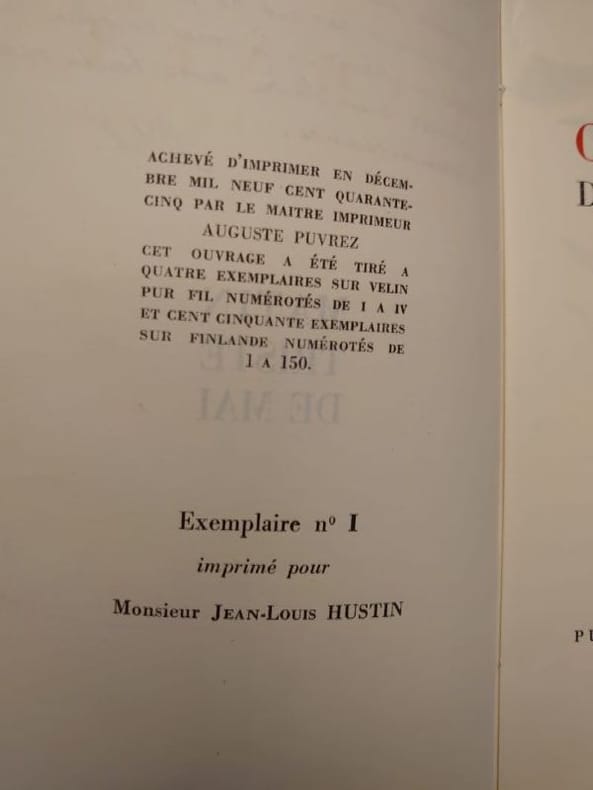 ACHEVÉ D'IMPRIMER EN DÉCEM-
BRE MIL NEUF CENT QUARANTE-
CINQ PAR LE MAITRE IMPRIMEUR
AUGUSTE PUVREZ
CET OUVRAGE A ÉTÉ TIRÉ A
QUATRE EXEMPLAIRES SUR VELIN
PUR FIL NUMÉROTÉS DE I A IV
ET CENT CINQUANTE EXEMPLAIRES
SUR FINLANDE NUMÉROTÉS DE
1 A 150.
DE MAI
Exemplaire nº I
imprimé pour
Monsieur JEAN-LOUIS HUSTIN